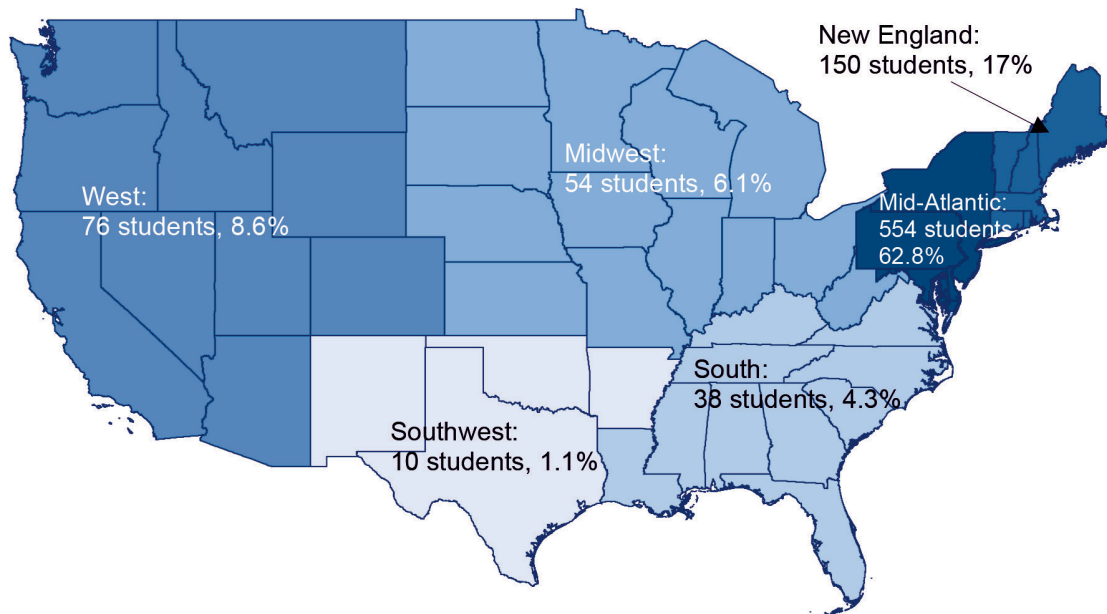 New England:
150 students, 17%
Midwest:
54 students, 6.1%
West:
76 students, 8.6%
Mid-Atlantic:
554 students
62.8%
South:
38 students, 4.3%
Southwest:
10 students, 1.1%